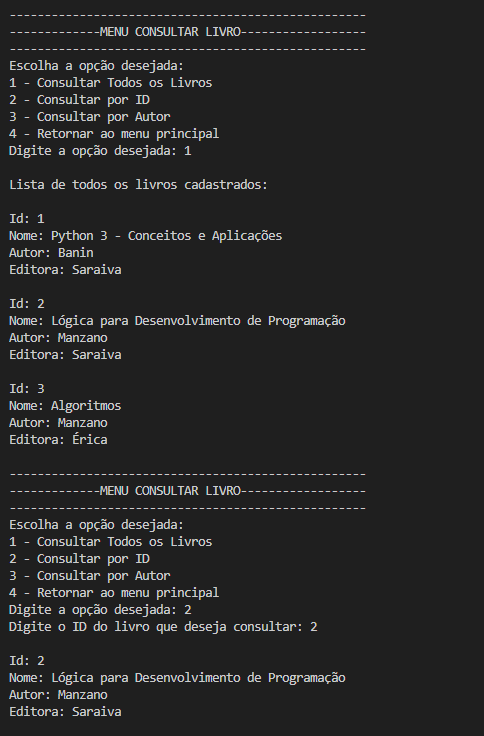 ---------------------------------------------------
-------------MENU CONSULTAR LIVRO------------------
---------------------------------------------------
Escolha a opção desejada:
1 - Consultar Todos os Livros
2 - Consultar por ID
3 - Consultar por Autor
4 - Retornar ao menu principal
Digite a opção desejada: 1
Lista de todos os livros cadastrados:
Id: 1
Nome: Python 3 - Conceitos e Aplicações
Autor: Banin
Editora: Saraiva
Id: 2
Nome: Lógica para Desenvolvimento de Programação
Autor: Manzano
Editora: Saraiva
Id: 3
Nome: Algoritmos
Autor: Manzano
Editora: Érica
---------------------------------------------------
-------------MENU CONSULTAR LIVRO------------------
---------------------------------------------------
Escolha a opção desejada:
1 - Consultar Todos os Livros
2 - Consultar por ID
3 - Consultar por Autor
4 - Retornar ao menu principal
Digite a opção desejada: 2
Digite o ID do livro que deseja consultar: 2
Id: 2
Nome: Lógica para Desenvolvimento de Programação
Autor: Manzano
Editora: Saraiva